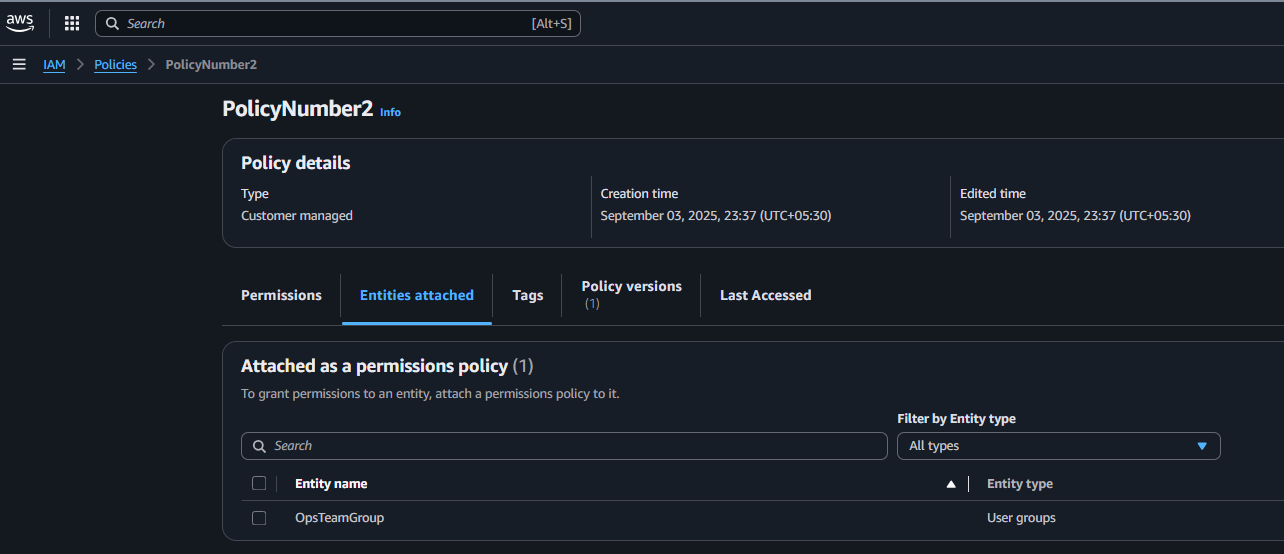 aws Search [Alt+S]
IAM Policies PolicyNumber2
PolicyNumber2 Info
Policy details
Type Creation time Edited time
Customer managed September 03, 2025, 23:37 (UTC+05:30) September 03, 2025, 23:37 (UTC+05:30)
Permissions Entities attached Tags Policy versions (1) Last Accessed
Attached as a permissions policy (1)
To grant permissions to an entity, attach a permissions policy to it.
Filter by Entity type
Search All types
Entity name Entity type
OpsTeamGroup User groups